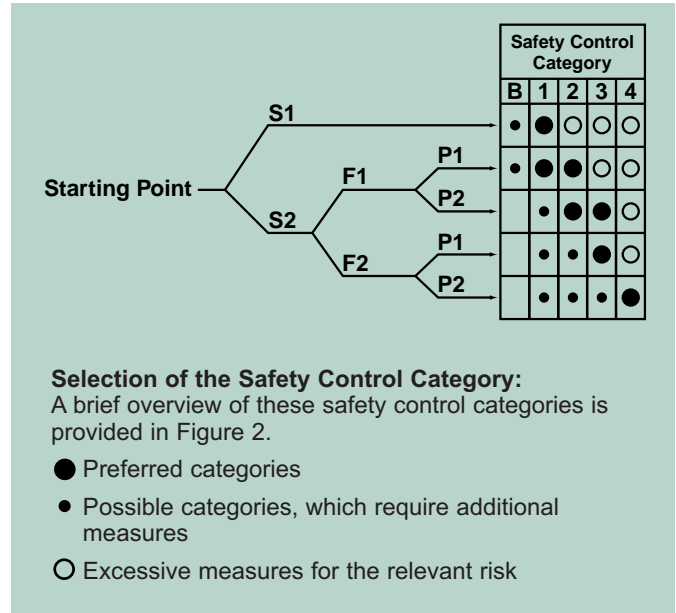 Safety Control
Category
B 1 2 3 4
S1
P1
F1
Starting Point
P2
S2
P1
F2
P2
Selection of the Safety Control Category:
A brief overview of these safety control categories is
provided in Figure 2.
Preferred categories
Possible categories, which require additional
measures
Excessive measures for the relevant risk